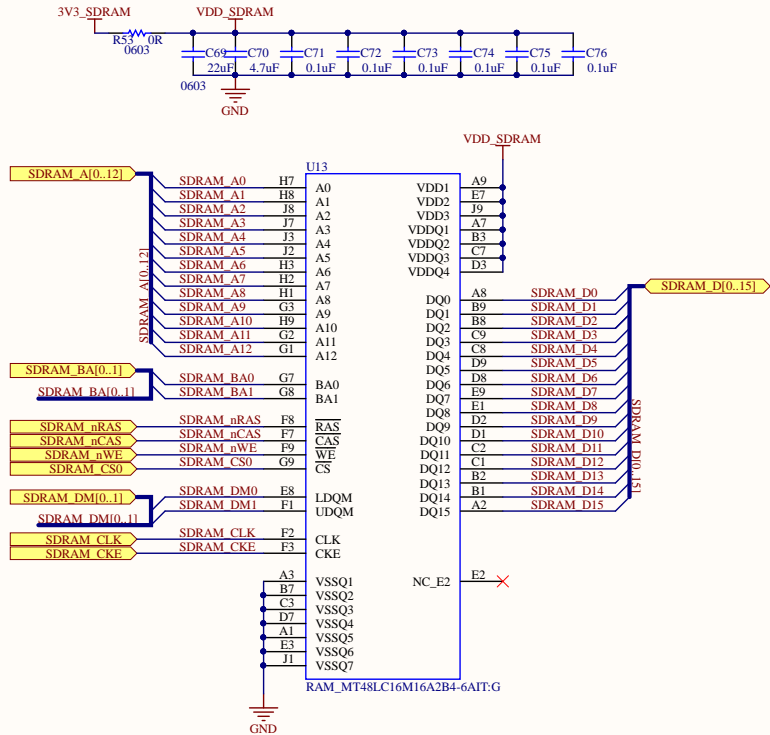 3V3_SDRAM VDD_SDRAM
R53 0R
0603
C69 C70 C71 C72 C73 C74 C75 C76
22uF 4.7uF 0.1uF 0.1uF 0.1uF 0.1uF 0.1uF 0.1uF
0603
GND
VDD_SDRAM
U13
SDRAM_A[0..12]
SDRAM_A0 H7 A0 VDD1 A9
SDRAM_A1 H8 A1 VDD2 E7
SDRAM_A2 J8 A2 VDD3 J9
SDRAM_A3 J7 A3 VDDQ1 A7
SDRAM_A4 J3 A4 VDDQ2 B3
SDRAM_A5 J2 A5 VDDQ3 C7
SDRAM_A6 H3 A6 VDDQ4 D3
SDRAM_A7 H2 A7
SDRAM_A8 H1 A8 DQ0 A8 SDRAM_D0
SDRAM_A9 G3 A9 DQ1 B9 SDRAM_D1
SDRAM_A10 H9 A10 DQ2 B8 SDRAM_D2
SDRAM_A11 G2 A11 DQ3 C9 SDRAM_D3
SDRAM_A12 G1 A12 DQ4 C8 SDRAM_D4
SDRAM_A[0..12]
SDRAM_D[0..15]
DQ5 D9 SDRAM_D5
SDRAM_BA[0..1]
SDRAM_BA0 G7 BA0 DQ6 D8 SDRAM_D6
SDRAM_BA[0..1] SDRAM_BA1 G8 BA1 DQ7 E9 SDRAM_D7
DQ8 E1 SDRAM_D8
SDRAM_nRAS SDRAM_nRAS F8 RAS DQ9 D2 SDRAM_D9
SDRAM_nCAS SDRAM_nCAS F7 CAS DQ10 D1 SDRAM_D10
SDRAM_nWE SDRAM_nWE F9 WE DQ11 C2 SDRAM_D11
SDRAM_CS0 SDRAM_CS0 G9 CS DQ12 C1 SDRAM_D12
DQ13 B2 SDRAM_D13
SDRAM_DM[0..1] SDRAM_DM0 E8 LDQM DQ14 B1 SDRAM_D14
SDRAM_DM1 F1 UDQM DQ15 A2 SDRAM_D15
SDRAM_DM[0..1]
SDRAM_D[0..15]
SDRAM_CLK SDRAM_CLK F2 CLK
SDRAM_CKE SDRAM_CKE F3 CKE
A3 VSSQ1 NC_E2 E2
B7 VSSQ2
C3 VSSQ3
D7 VSSQ4
A1 VSSQ5
E3 VSSQ6
J1 VSSQ7
RAM_MT48LC16M16A2B4-6AIT:G
GND